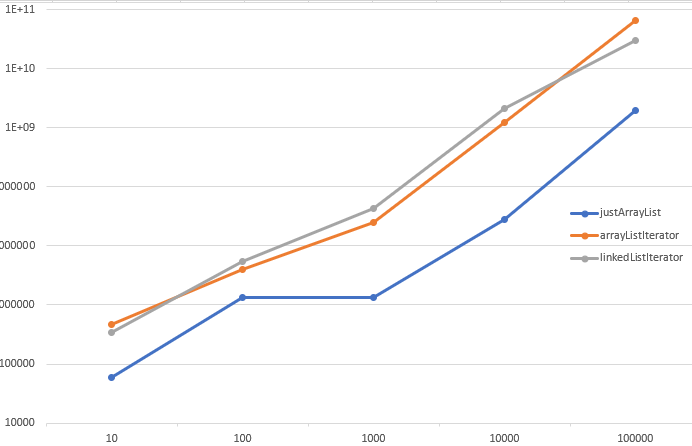 1E+11
1E+10
1E+09
000000
000000
000000
100000
10000
10 100 1000 10000 100000
justArrayList
arrayListIterator
linkedListIterator